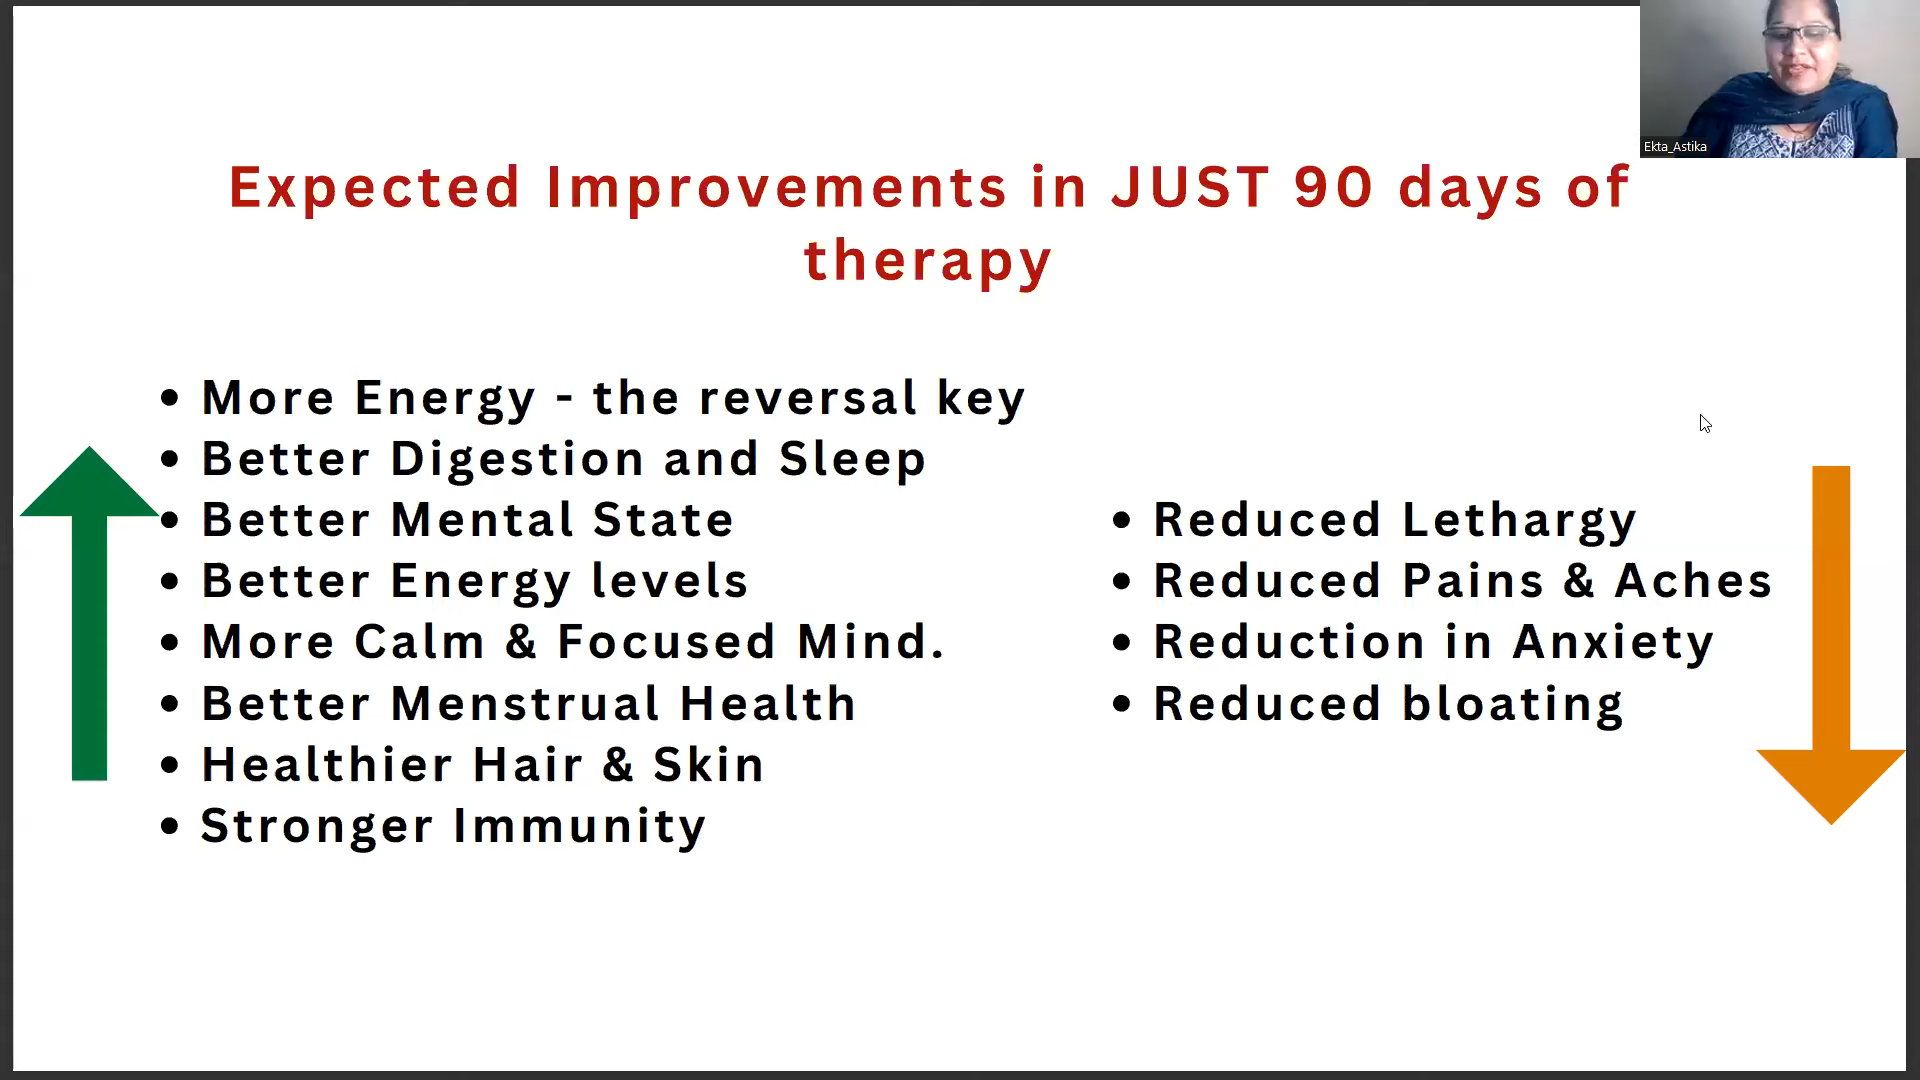 Ekta_Astika
Expected Improvements in JUST 90 days of
therapy
• More Energy - the reversal key
• Better Digestion and Sleep
• Better Mental State
• Better Energy levels
• More Calm & Focused Mind.
• Better Menstrual Health
• Healthier Hair & Skin
• Stronger Immunity
• Reduced Lethargy
• Reduced Pains & Aches
• Reduction in Anxiety
• Reduced bloating